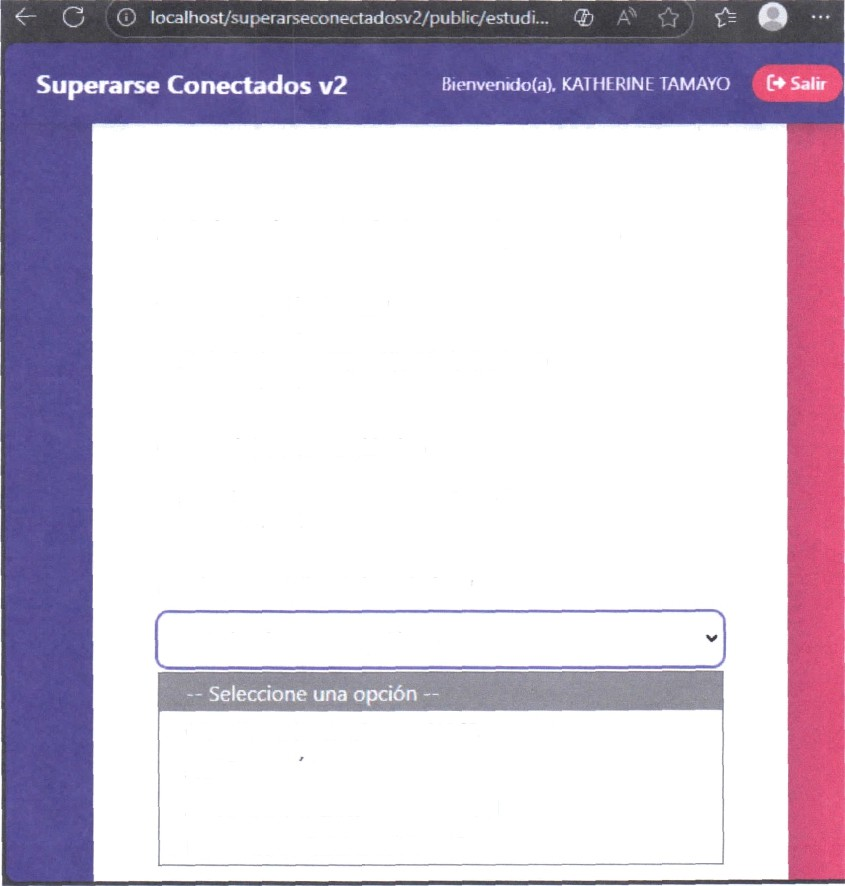 localhost/superarseconectadosv2/public/estudi...
Superarse Conectados v2
Bienvenido(a), KATHERINE TAMAYO
Salir
-- Seleccione una opción --